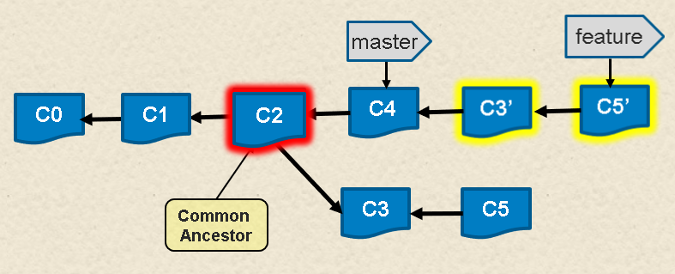 master
feature
C0
C1
C2
C4
C3’
C5’
Common
Ancestor
C3
C5